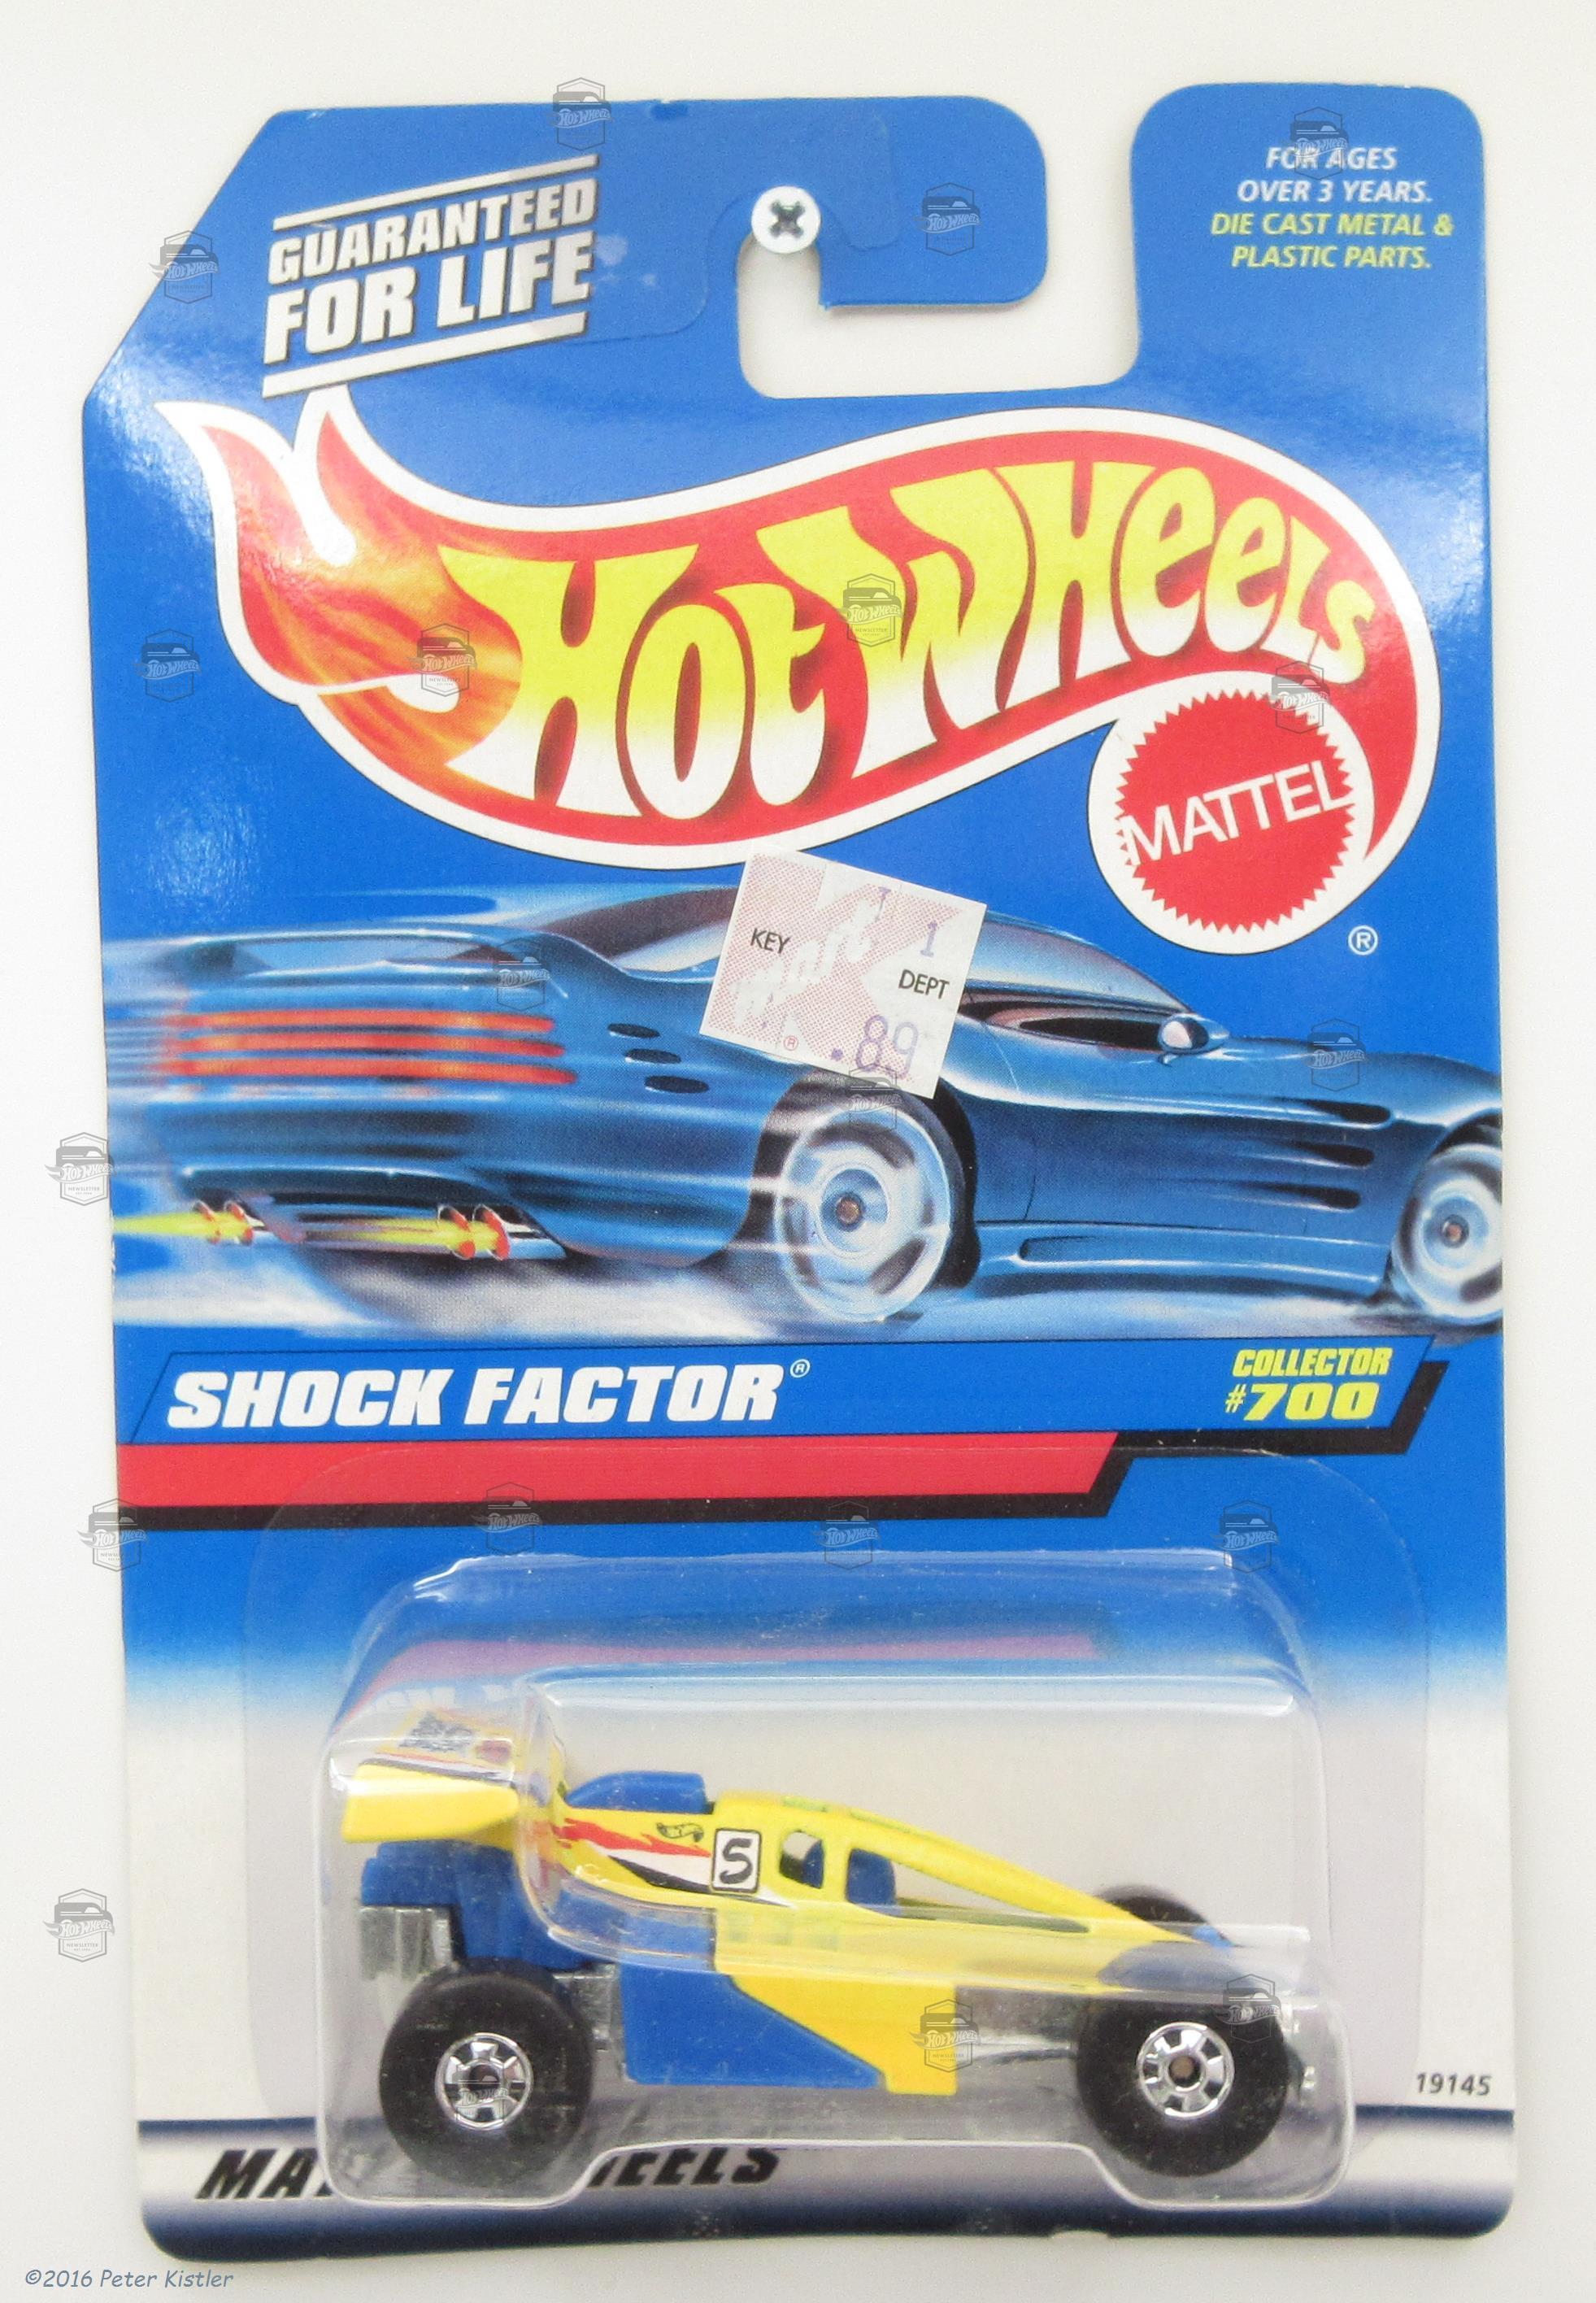 GUARANTEED
FOR LIFE
FOR AGES
OVER 3 YEARS.
DIE CAST METAL &
PLASTIC PARTS.
HOT WHEELS
MATTEL
®
K mart
KEY
1
DEPT
®
.89
SHOCK FACTOR®
COLLECTOR
#700
5
19145
©2016 Peter Kistler